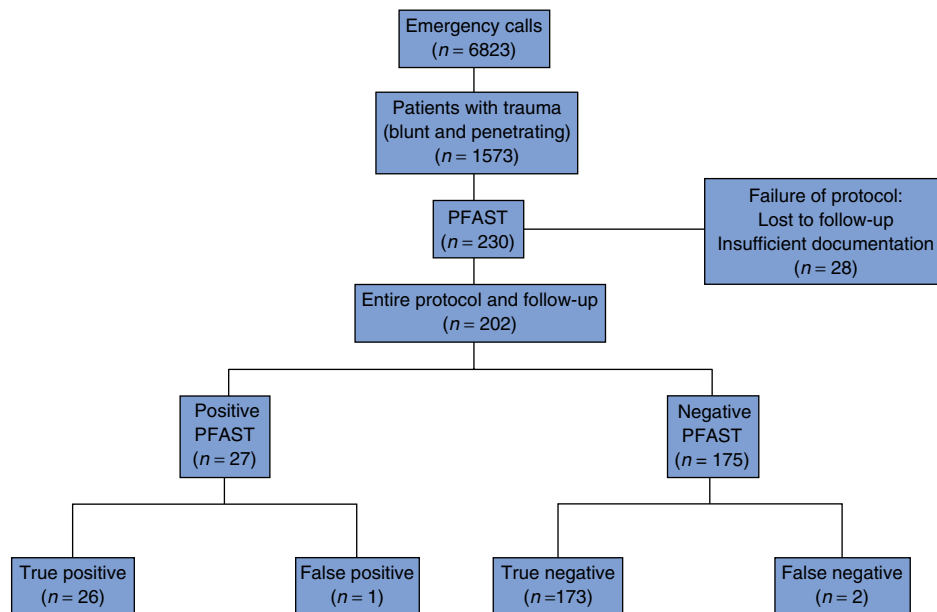 Emergency calls
(n = 6823)
Patients with trauma
(blunt and penetrating)
(n = 1573)
PFAST
(n = 230)
Failure of protocol:
Lost to follow-up
Insufficient documentation
(n = 28)
Entire protocol and follow-up
(n = 202)
Positive
PFAST
(n = 27)
Negative
PFAST
(n = 175)
True positive
(n = 26)
False positive
(n = 1)
True negative
(n =173)
False negative
(n = 2)